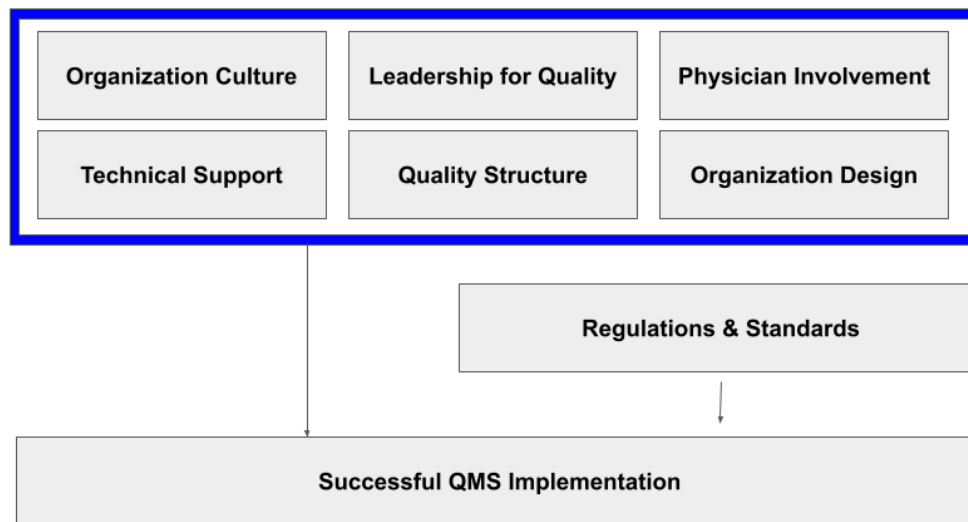 Organization Culture
Leadership for Quality
Physician Involvement
Technical Support
Quality Structure
Organization Design
Regulations & Standards
Successful QMS Implementation